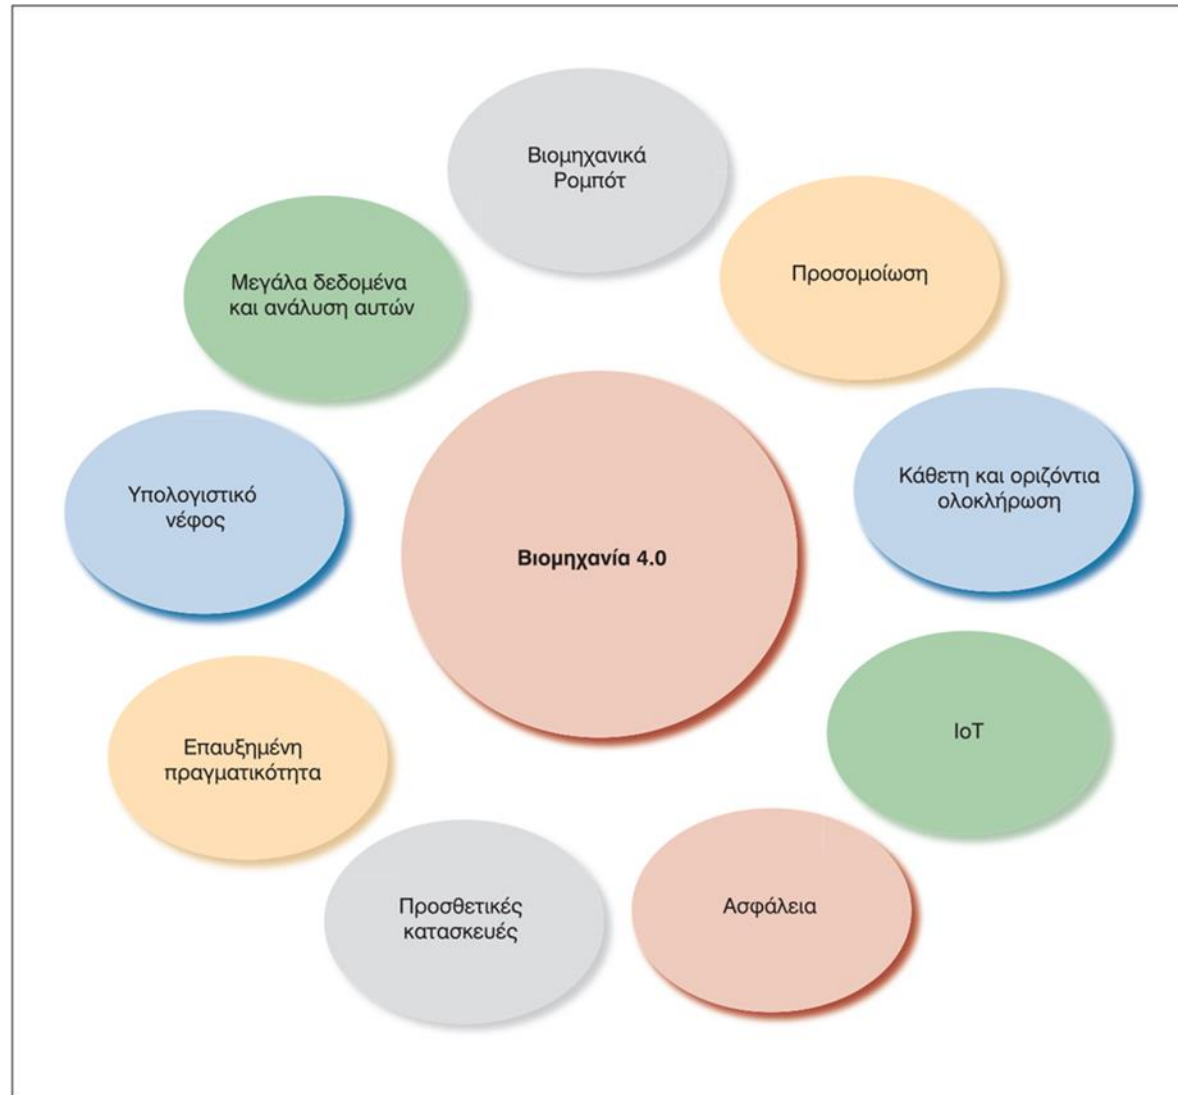 Βιομηχανικά
Ρομπότ
Προσομοίωση
Μεγάλα δεδομένα
και ανάλυση αυτών
Κάθετη και οριζόντια
ολοκλήρωση
Υπολογιστικό
νέφος
Βιομηχανία 4.0
IoT
Επαυξημένη
πραγματικότητα
Ασφάλεια
Προσθετικές
κατασκευές